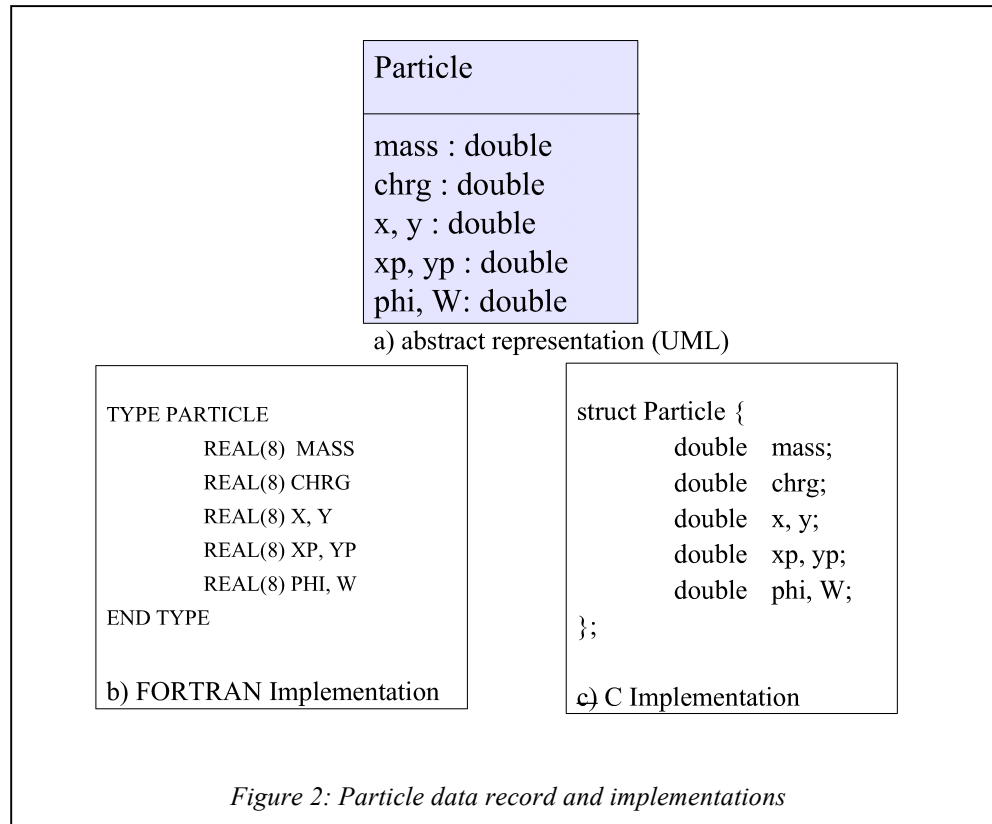 Particle
mass : double
chrg : double
x, y : double
xp, yp : double
phi, W: double
a) abstract representation (UML)
TYPE PARTICLE
REAL(8) MASS
REAL(8) CHRG
REAL(8) X, Y
REAL(8) XP, YP
REAL(8) PHI, W
END TYPE
b) FORTRAN Implementation
struct Particle {
double mass;
double chrg;
double x, y;
double xp, yp;
double phi, W;
};
c) C Implementation
Figure 2: Particle data record and implementations